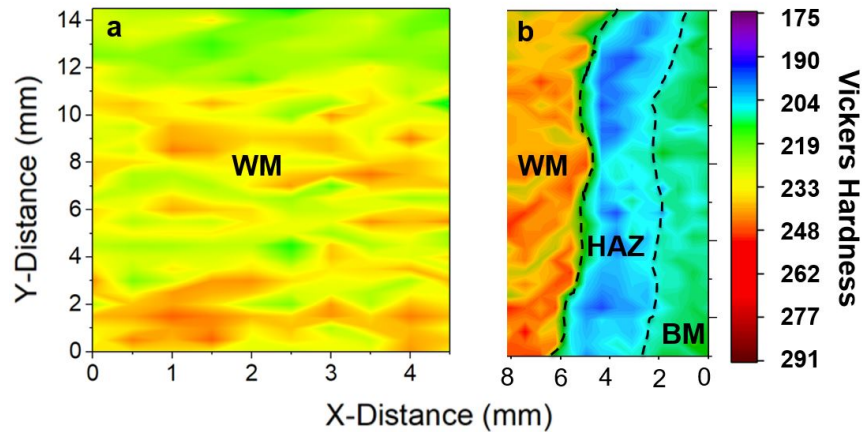 a
b
14
12
10
8
6
4
2
0
Y-Distance (mm)
WM
WM
HAZ
BM
0 1 2 3 4
8 6 4 2 0
X-Distance (mm)
175
190
204
219
233
248
262
277
291
Vickers Hardness